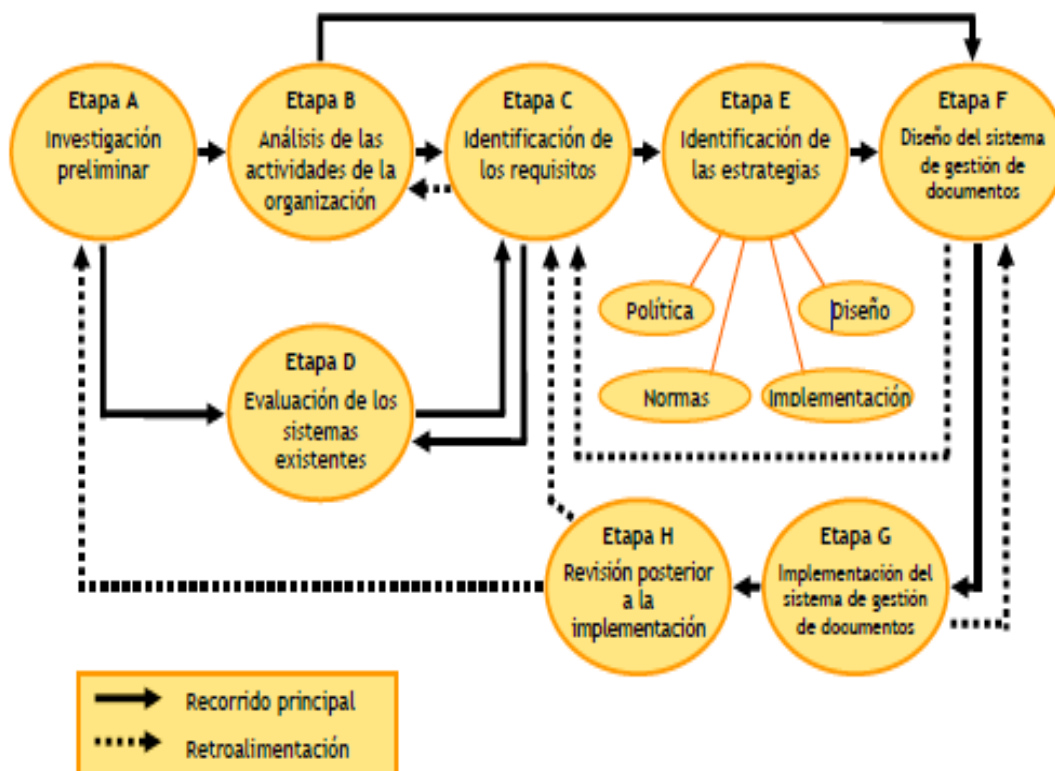 Etapa A
Investigación
preliminar
Etapa B
Análisis de las
actividades de la
organización
Etapa C
Identificación de
los requisitos
Etapa E
Identificación de
las estrategias
Etapa F
Diseño del sistema
de gestión de
documentos
Política
Diseño
Normas
Implementación
Etapa D
Evaluación de los
sistemas
existentes
Etapa H
Revisión posterior
a la
implementación
Etapa G
Implementación del
sistema de gestión
de documentos
Recorrido principal
Retroalimentación